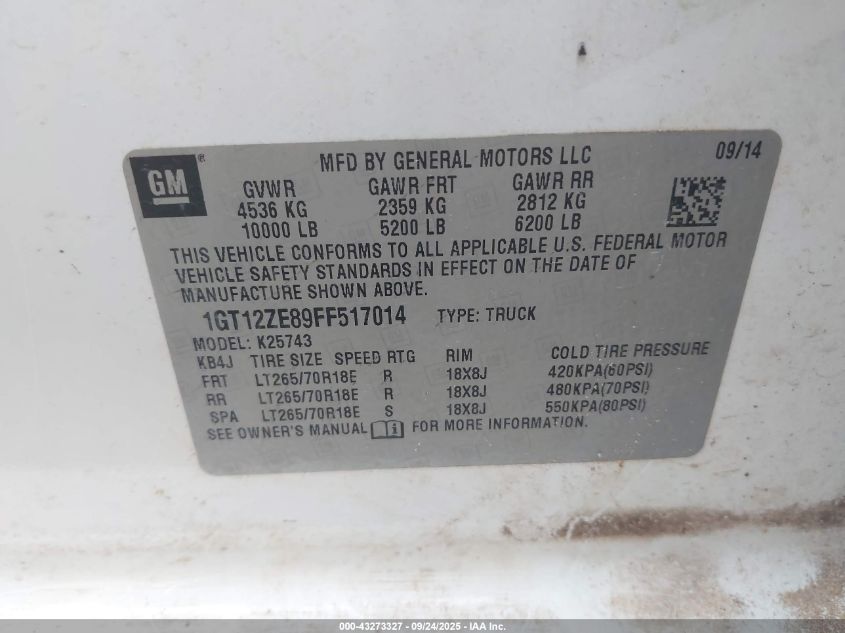 GM®
MFD BY GENERAL MOTORS LLC 09/14
GVWR GAWR FRT GAWR RR
4536 KG 2359 KG 2812 KG
10000 LB 5200 LB 6200 LB
THIS VEHICLE CONFORMS TO ALL APPLICABLE U.S. FEDERAL MOTOR
VEHICLE SAFETY STANDARDS IN EFFECT ON THE DATE OF
MANUFACTURE SHOWN ABOVE.
1GT12ZE89FF517014 TYPE: TRUCK
MODEL: K25743
KB4J TIRE SIZE SPEED RTG RIM COLD TIRE PRESSURE
FRT LT265/70R18E R 18X8J 420KPA(60PSI)
RR LT265/70R18E R 18X8J 480KPA(70PSI)
SPA LT265/70R18E S 18X8J 550KPA(80PSI)
SEE OWNER'S MANUAL FOR MORE INFORMATION.
000-43273327 - 09/24/2025 - IAA Inc.